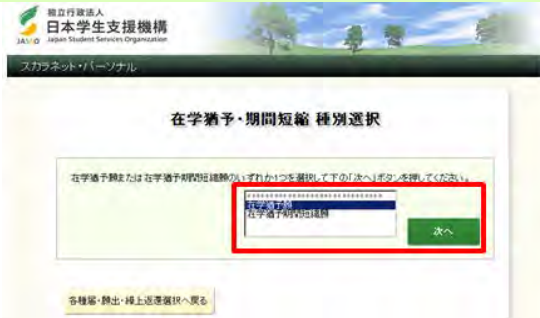 独立行政法人
日本学生支援機構
JASSO Japan Student Services Organization
スカラネット・パーソナル
在学猶予・期間短縮 種別選択
在学猶予願または在学猶予期間短縮願のいずれか1つを選択して下の「次へ」ボタンを押してください。
在学猶予願
在学猶予期間短縮願
次へ
各種届・願出・繰上返還選択へ戻る